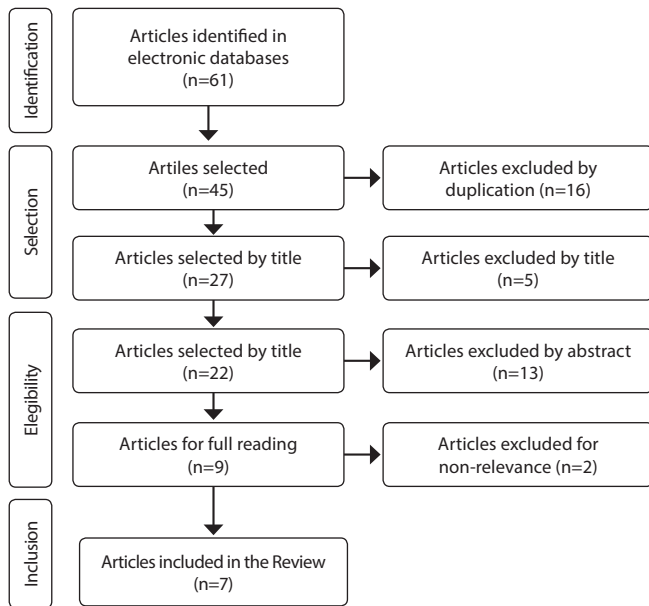 Identification
Articles identified in
electronic databases
(n=61)
Selection
Artiles selected
(n=45)
Articles excluded by
duplication (n=16)
Articles selected by title
(n=27)
Articles excluded by title
(n=5)
Elegibility
Articles selected by title
(n=22)
Articles excluded by abstract
(n=13)
Articles for full reading
(n=9)
Articles excluded for
non-relevance (n=2)
Inclusion
Articles included in the Review
(n=7)